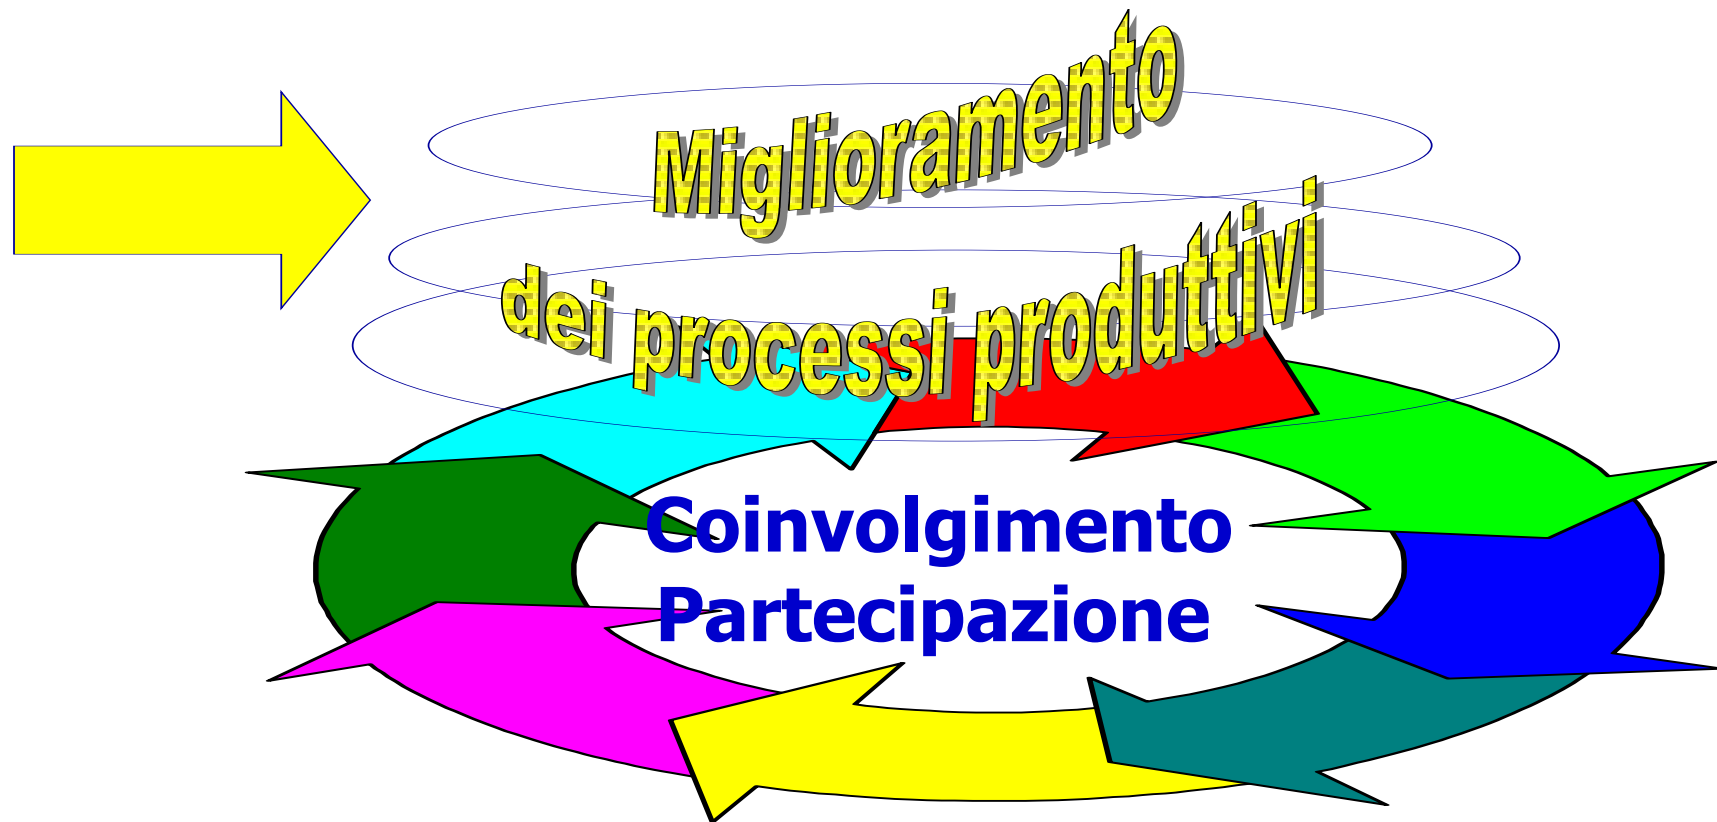 Miglioramento
dei processi produttivi
Coinvolgimento
Partecipazione